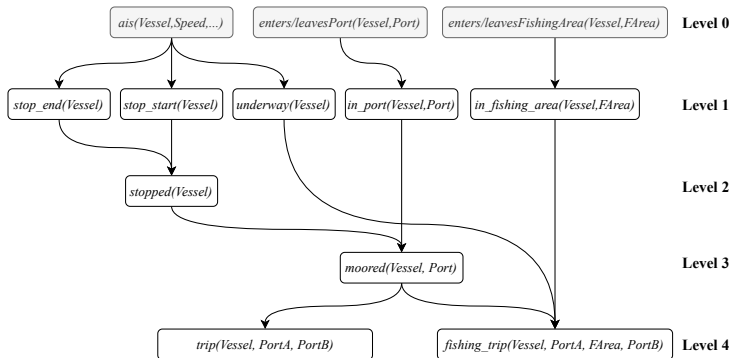 ais(Vessel,Speed,...) enters/leavesPort(Vessel,Port) enters/leavesFishingArea(Vessel,FArea) Level 0
stop_end(Vessel) stop_start(Vessel) underway(Vessel) in_port(Vessel,Port) in_fishing_area(Vessel,FArea) Level 1
stopped(Vessel) Level 2
moored(Vessel, Port) Level 3
trip(Vessel, PortA, PortB) fishing_trip(Vessel, PortA, FArea, PortB) Level 4